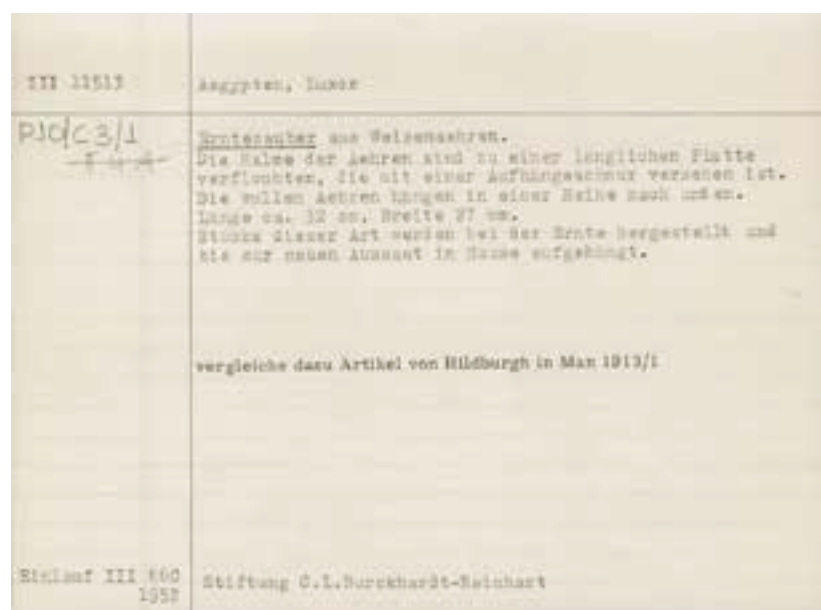 III 11513
Aegypten, Luxor
Erntezauber aus Weizenaehren.
Die Halme der Aehren sind zu einer länglichen Platte
verflochten, die mit einer Aufhängeschnur versehen ist.
Die vollen Aehren hängen in einer Reihe nach unten.
Länge ca. 32 cm, Breite 27 cm.
Stücke dieser Art werden bei der Ernte hergestellt und
bis zur neuen Aussaat im Hause aufgehängt.
vergleiche dazu Artikel von Hildburgh in Man 1913/1
Einlauf III
Stiftung C.L.Burckhardt-Reinhart